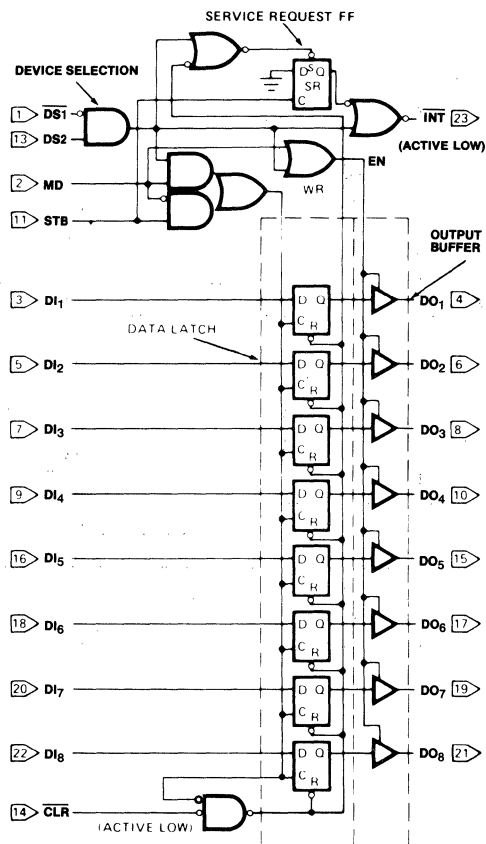 SERVICE REQUEST FF
DEVICE SELECTION
D S Q
SR
C
1 D̅S̅1̅
13 DS2
I̅N̅T̅ 23
(ACTIVE LOW)
2 MD
EN
WR
11 STB
OUTPUT
BUFFER
3 DI1 D Q C R DO1 4
DATA LATCH
5 DI2 D Q C R DO2 6
7 DI3 D Q C R DO3 8
9 DI4 D Q C R DO4 10
16 DI5 D Q C R DO5 15
18 DI6 D Q C R DO6 17
20 DI7 D Q C R DO7 19
22 DI8 D Q C R DO8 21
14 C̅L̅R̅
(ACTIVE LOW)